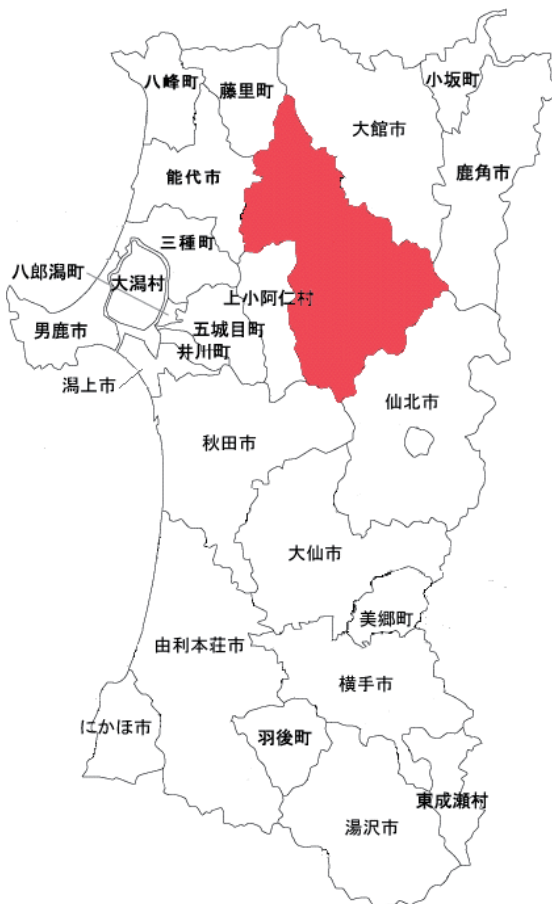 八峰町
藤里町
小坂町
大館市
鹿角市
能代市
三種町
八郎潟町
大潟村
上小阿仁村
男鹿市
五城目町
井川町
潟上市
仙北市
秋田市
大仙市
美郷町
由利本荘市
横手市
にかほ市
羽後町
東成瀬村
湯沢市